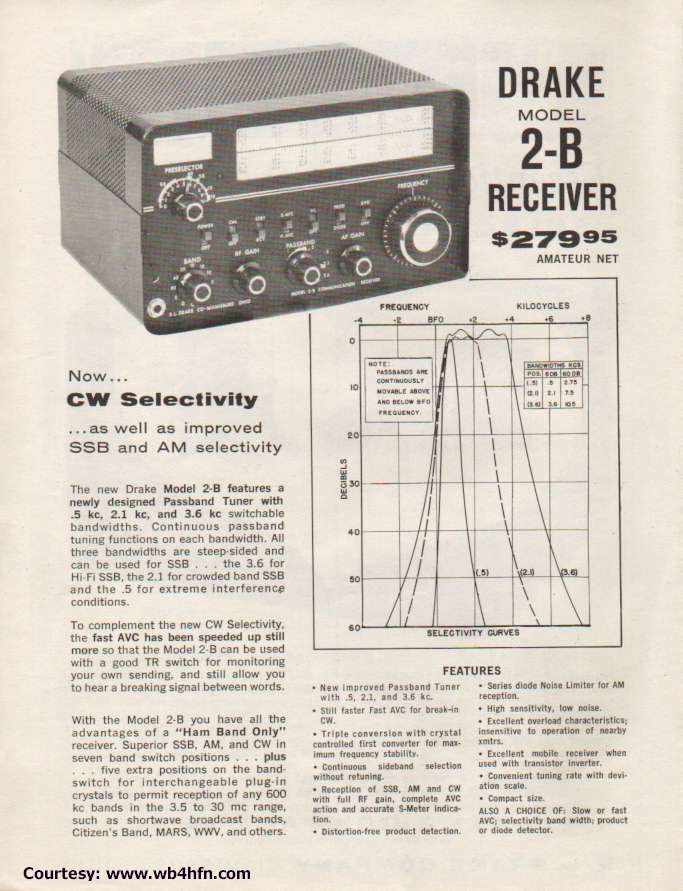 DRAKE
MODEL
2-B
RECEIVER
$279.95
AMATEUR NET
PRESELECTOR
FREQUENCY
POWER
OFF
BAND
RF GAIN
PASSBAND
AF GAIN
MODEL 2-B COMMUNICATION RECEIVER
Now...
CW Selectivity
...as well as improved
SSB and AM selectivity
The new Drake Model 2-B features a
newly designed Passband Tuner with
.5 kc, 2.1 kc, and 3.6 kc switchable
bandwidths. Continuous passband
tuning functions on each bandwidth. All
three bandwidths are steep-sided and
can be used for SSB . . . the 3.6 for
Hi-Fi SSB, the 2.1 for crowded band SSB
and the .5 for extreme interference
conditions.
To complement the new CW Selectivity,
the fast AVC has been speeded up still
more so that the Model 2-B can be used
with a good TR switch for monitoring
your own sending, and still allow you
to hear a breaking signal between words.
With the Model 2-B you have all the
advantages of a "Ham Band Only"
receiver. Superior SSB, AM, and CW in
seven band switch positions . . . plus
. . . five extra positions on the band-
switch for interchangeable plug-in
crystals to permit reception of any 600
kc bands in the 3.5 to 30 mc range,
such as shortwave broadcast bands,
Citizen's Band, MARS, WWV, and others.
FREQUENCY KILOCYCLES
-4 -2 BFO +2 +4 +6 +8
NOTE:
PASSBANDS ARE
CONTINUOUSLY
MOVABLE ABOVE
AND BELOW BFO
FREQUENCY.
BANDWIDTHS KCS.
POS. 6DB 60DB
(.5) .5 2.75
(2.1) 2.1 7.5
(3.6) 3.6 10.5
DECIBELS
0
10
20
30
40
50
60
(.5) (2.1) (3.6)
SELECTIVITY CURVES
FEATURES
• New improved Passband Tuner
with .5, 2.1, and 3.6 kc.
• Still faster Fast AVC for break-in
CW.
• Triple conversion with crystal
controlled first converter for max-
imum frequency stability.
• Continuous sideband selection
without retuning.
• Reception of SSB, AM and CW
with full RF gain, complete AVC
action and accurate S-Meter indica-
tion.
• Distortion-free product detection.
• Series diode Noise Limiter for AM
reception.
• High sensitivity, low noise.
• Excellent overload characteristics;
insensitive to operation of nearby
xmtrs.
• Excellent mobile receiver when
used with transistor inverter.
• Convenient tuning rate with devi-
ation scale.
• Compact size.
ALSO A CHOICE OF: Slow or fast
AVC; selectivity band width; product
or diode detector.
Courtesy: www.wb4hfn.com